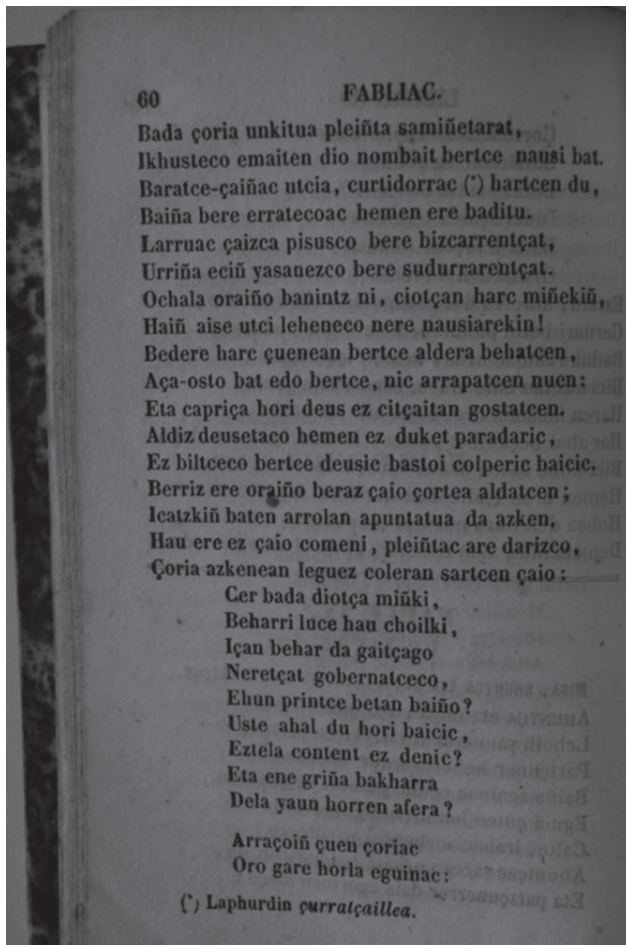 60 FABLIAC.
Bada çoria unkitua pleiñta samiñetarat,
Ikhusteco emaiten dio nombait bertce nausi bat.
Baratce-çaiñac utcia, curtidorrac (*) hartcen du,
Baiña bere erratecoac hemen ere baditu.
Larruac çaizca pisusco bere bizcarrentçat,
Urriña eciñ yasanezco bere sudurrarentçat.
Ochala oraiño banintz ni, ciotçan harc miñekiñ,
Haiñ aise utci leheneco nere nausiarekin!
Bedere harc çuenean bertce aldera behatcen,
Aça-osto bat edo bertce, nic arrapatcen nuen:
Eta capriça hori deus ez citçaitan gostatcen.
Aldiz deusetaco hemen ez duket paradaric,
Ez biltceco bertce deusic bastoi colperic baicic.
Berriz ere oraiño beraz çaio çortea aldatcen;
Icatzkiñ baten arrolan apuntatua da azken,
Hau ere ez çaio comeni, pleiñtac are darizco,
Çoria azkenean leguez coleran sartcen çaio:
Cer bada diotça miñki,
Beharri luce hau choilki,
Içan behar da gaitçago
Neretçat gobernatceco,
Ehun printce betan baiño?
Uste ahal du hori baicic,
Eztela content ez denic?
Eta ene griña bakharra
Dela yaun horren afera?
Arraçoiñ çuen çoriac
Oro gare horla eguinac:
(*) Laphurdin çurratçaillea.